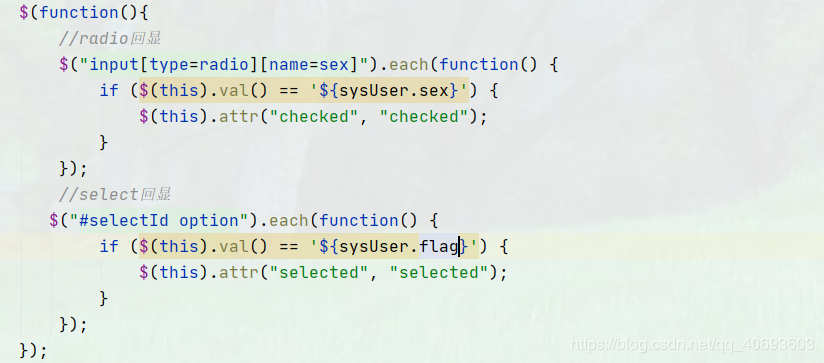 $(function(){
//radio回显
$("input[type=radio][name=sex]").each(function() {
if ($(this).val() == '${sysUser.sex}') {
$(this).attr("checked", "checked");
}
});
//select回显
$("#selectId option").each(function() {
if ($(this).val() == '${sysUser.flag}') {
$(this).attr("selected", "selected");
}
});
});
https://blog.csdn.net/qq_40693603